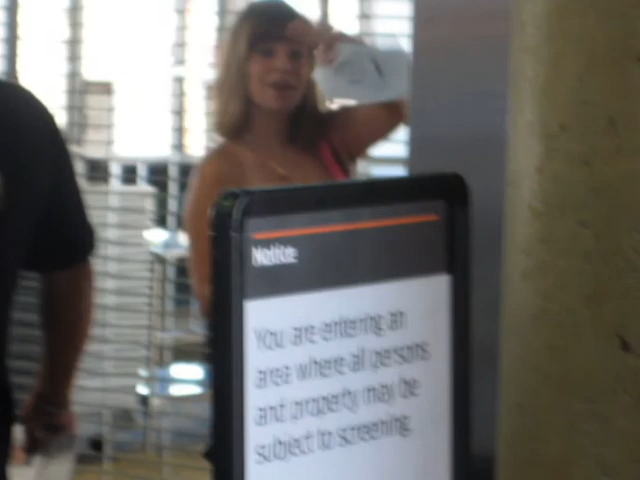 Notice
You are entering an
area where all persons
and property may be
subject to screening.